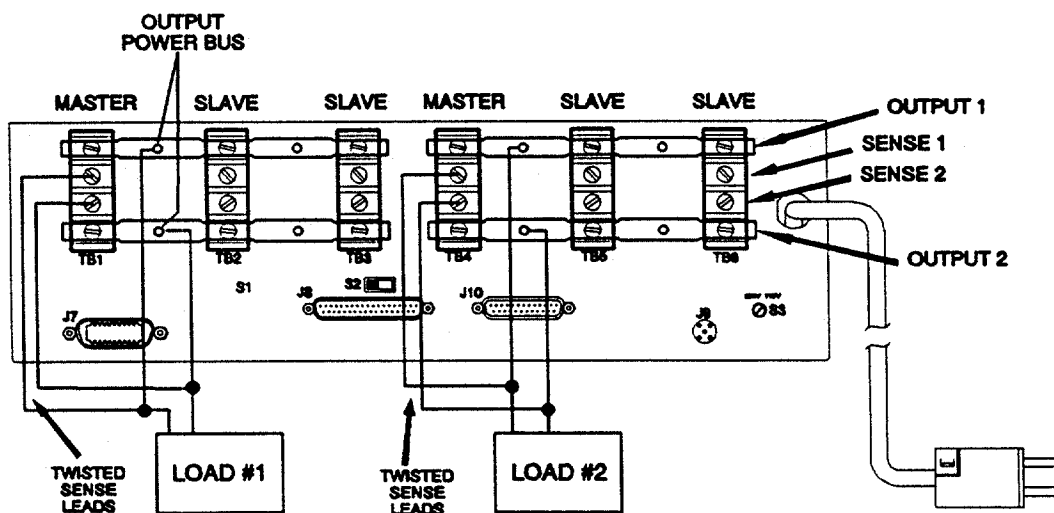 OUTPUT
POWER BUS
MASTER
SLAVE
SLAVE
MASTER
SLAVE
SLAVE
OUTPUT 1
SENSE 1
SENSE 2
OUTPUT 2
TB1
TB2
TB3
TB4
TB5
TB6
S1
S2
J8
J10
J7
J9
S3
TWISTED
SENSE
LEADS
LOAD #1
TWISTED
SENSE
LEADS
LOAD #2